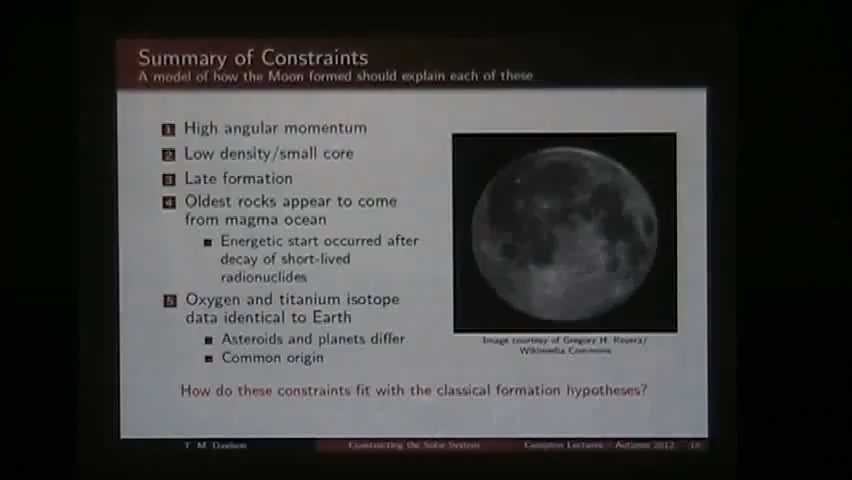 Summary of Constraints
A model of how the Moon formed should explain each of these
1 High angular momentum
2 Low density/small core
3 Late formation
4 Oldest rocks appear to come
from magma ocean
Energetic start occurred after
decay of short-lived
radionuclides
5 Oxygen and titanium isotope
data identical to Earth
Asteroids and planets differ
Common origin
Image courtesy of Gregory H. Revera/
Wikimedia Commons
How do these constraints fit with the classical formation hypotheses?
T. M. Davison Constructing the Solar System Compton Lectures – Autumn 2012